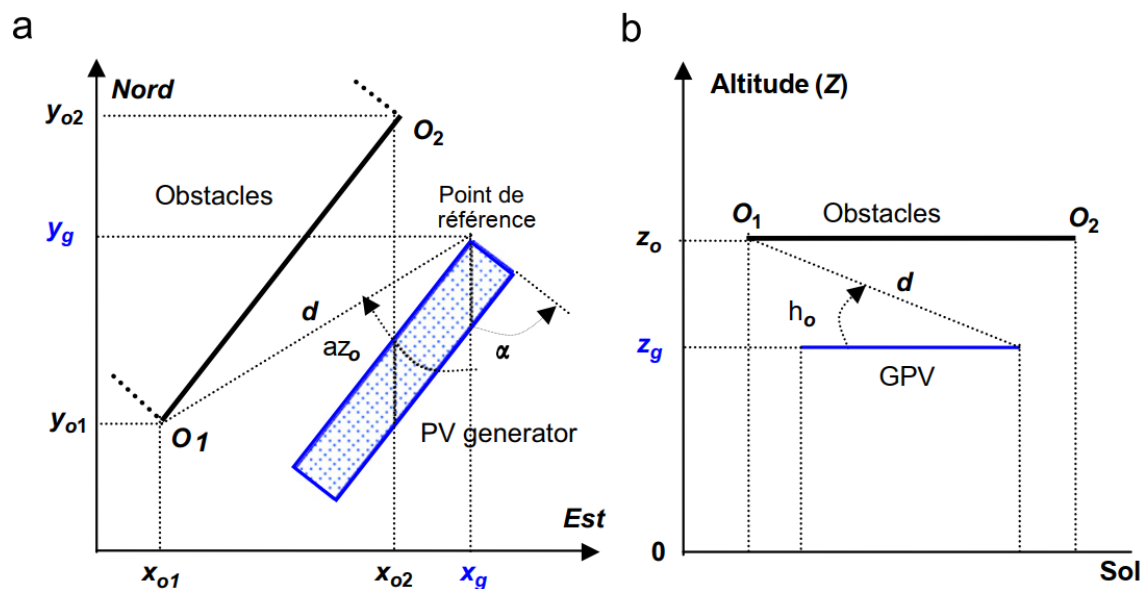 a
Nord
y_o2
O_2
Obstacles
Point de
référence
y_g
d
az_o
α
y_o1
O1
PV generator
Est
x_o1
x_o2
x_g
b
Altitude (Z)
O_1
Obstacles
O_2
z_o
d
h_o
z_g
GPV
0
Sol